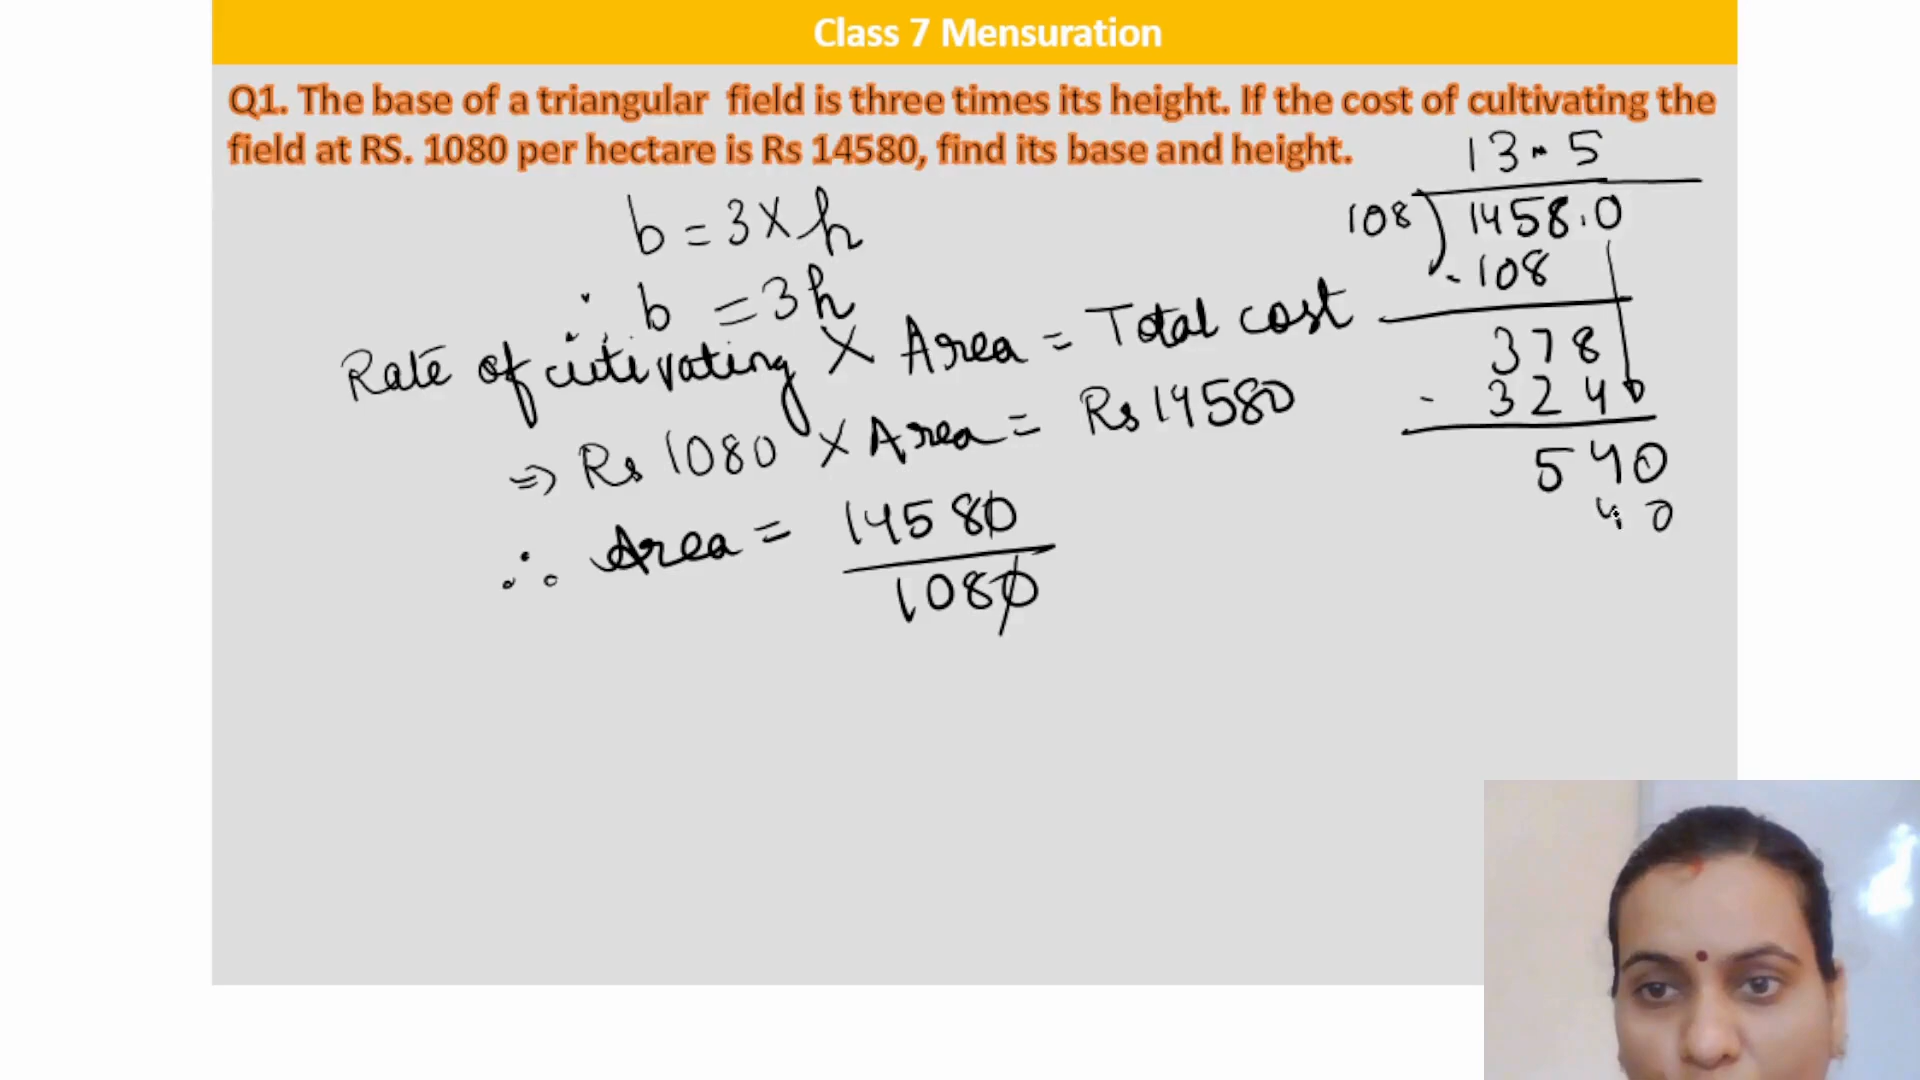 Class 7 Mensuration
Q1. The base of a triangular field is three times its height. If the cost of cultivating the
field at RS. 1080 per hectare is Rs 14580, find its base and height.
b = 3 × h
∴ b = 3h
Rate of cultivating × Area = Total cost
⇒ Rs 1080 × Area = Rs 14580
∴ Area = 14580
1080
13.5
108 ) 1458.0
- 108
378
- 3240
540
40